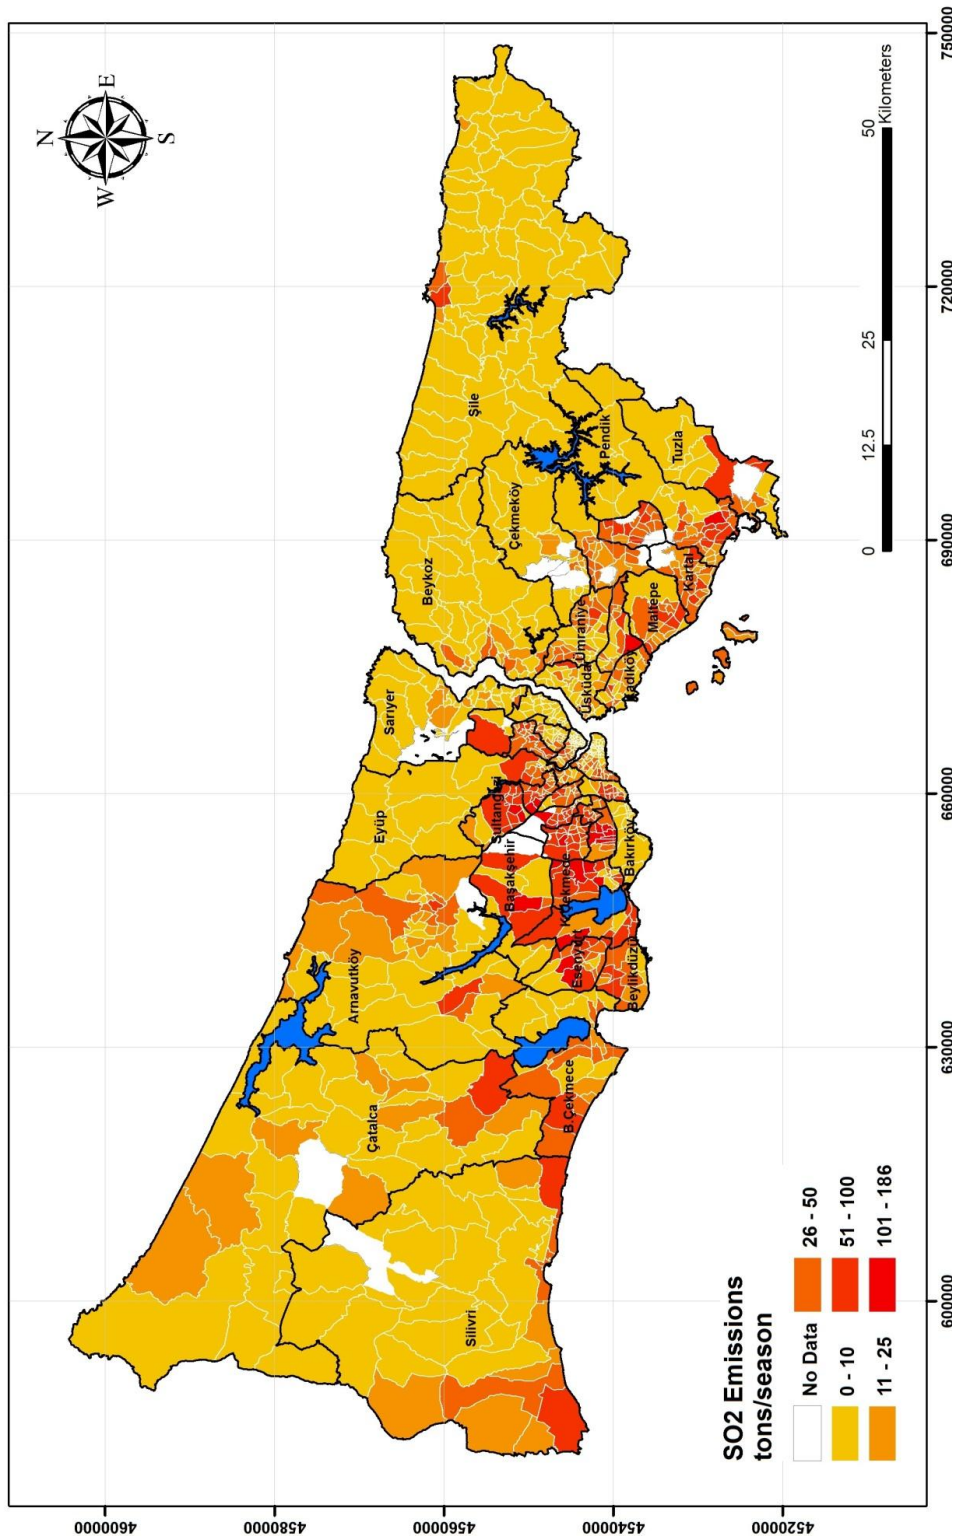 N
W
E
S
4600000
4580000
4560000
4540000
4520000
600000
630000
660000
690000
720000
750000
Silivri
Çatalca
B.Çekmece
Arnavutköy
Esenyurt
Beylikdüzü
Başakşehir
K.Çekmece
Bakırköy
Sultangazi
Eyüp
Sarıyer
Beykoz
Çekmeköy
Şile
Üsküdar
Ümraniye
Kadıköy
Maltepe
Kartal
Pendik
Tuzla
SO2 Emissions
tons/season
No Data
0 - 10
11 - 25
26 - 50
51 - 100
101 - 186
0
12.5
25
50
Kilometers